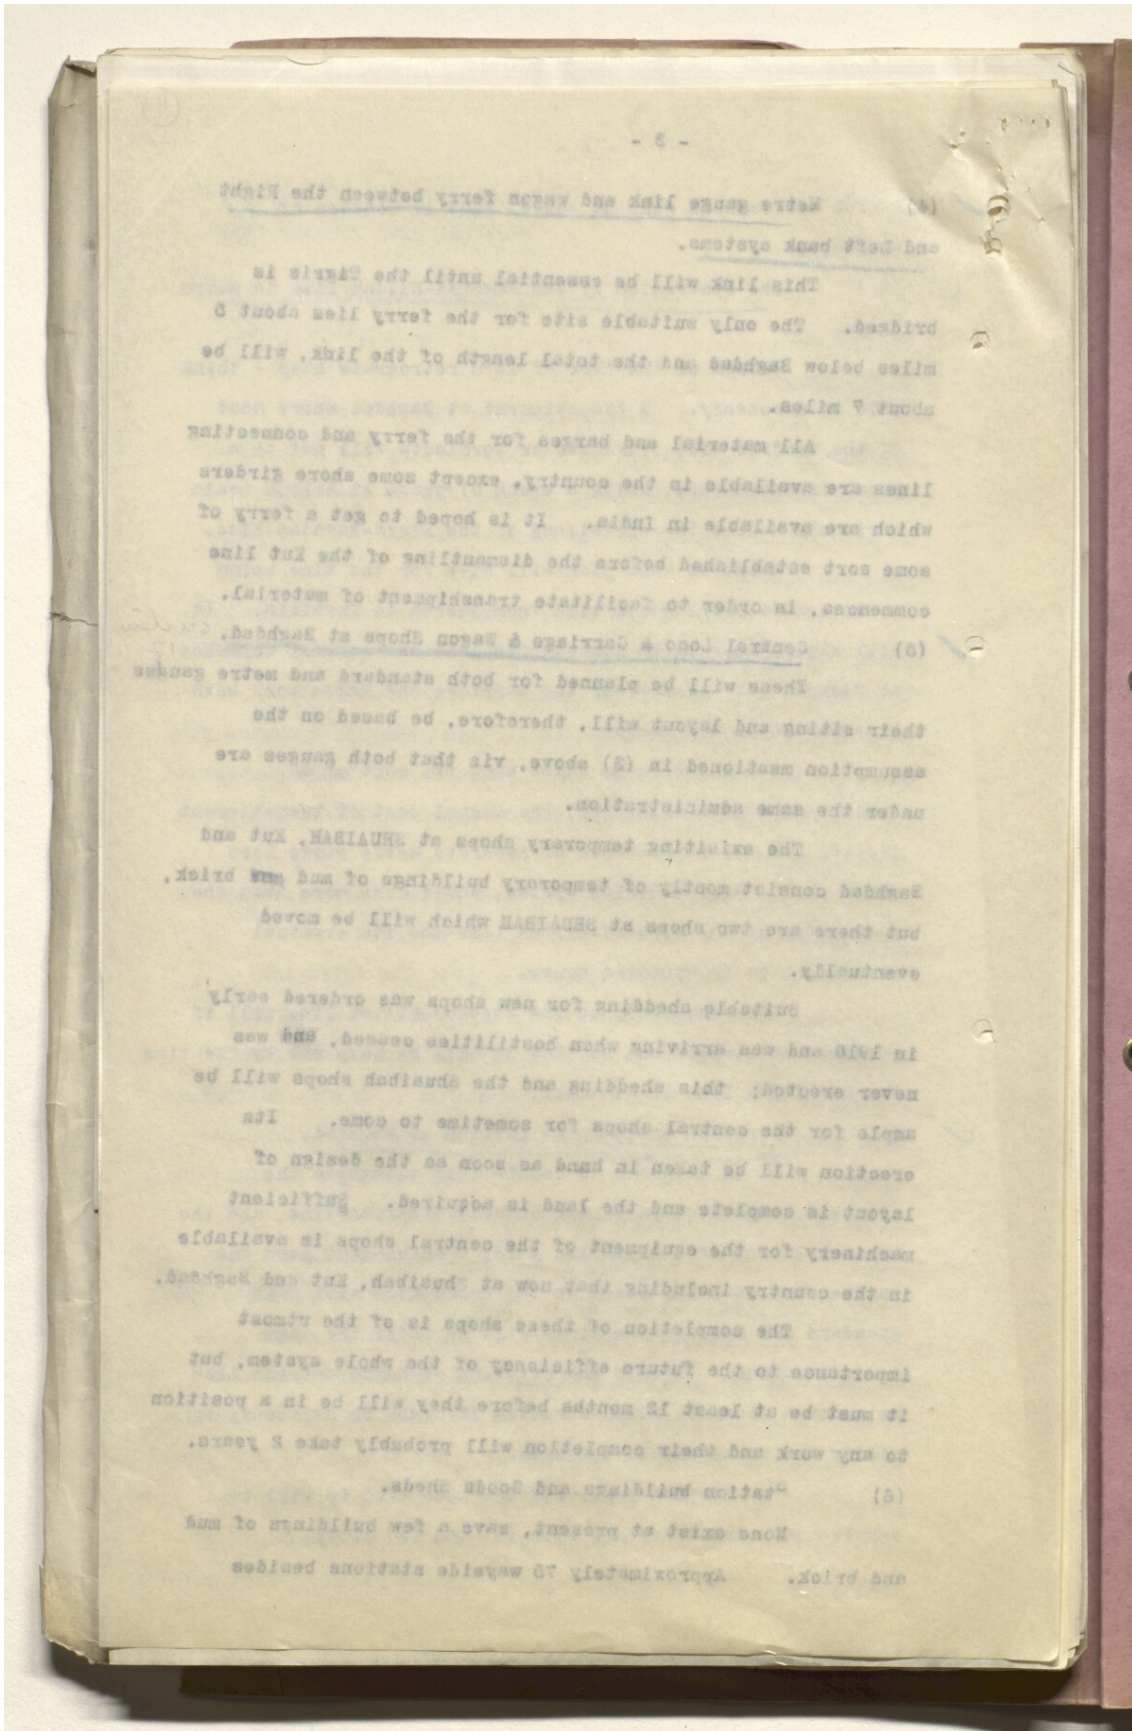 - 3 -
(4) Metre gauge link and wagon ferry between the Right
and Left bank systems.
This link will be essential until the Tigris is
bridged. The only suitable site for the ferry lies about 5
miles below Baghdad and the total length of the link, will be
about 7 miles.
All material and barges for the ferry and connecting
lines are available in the country, except some shore girders
which are available in India. It is hoped to get a ferry of
some sort established before the dismantling of the Kut line
commences, in order to facilitate transhipment of material.
(5) Central Loco & Carriage & Wagon Shops at Baghdad.
These will be planned for both standard and metre gauges
their siting and layout will, therefore, be based on the
assumption mentioned in (2) above, viz that both gauges are
under the same administration.
The exisiting temporary shops at SHUAIBAH, Kut and
Baghdad consist mostly of temporary buildings of mud brick,
but there are two shops at SHUAIBAH which will be moved
eventually.
Suitable shedding for new shops was ordered early
in 1918 and was arriving when hostilities ceased, and was
never erected; this shedding and the Shuaibah shops will be
ample for the central shops for sometime to come. Its
erection will be taken in hand as soon as the design of
layout is complete and the land is acquired. Sufficient
machinery for the equipment of the central shops is available
in the country including that now at Shuaibah, Kut and Baghdad.
The completion of these shops is of the utmost
importance to the future efficiency of the whole system, but
it must be at least 12 months before they will be in a position
to any work and their completion will probably take 2 years.
(6) Station buildings and Goods Sheds.
None exist at present, save a few buildings of mud
and brick. Approximately 75 wayside stations besides